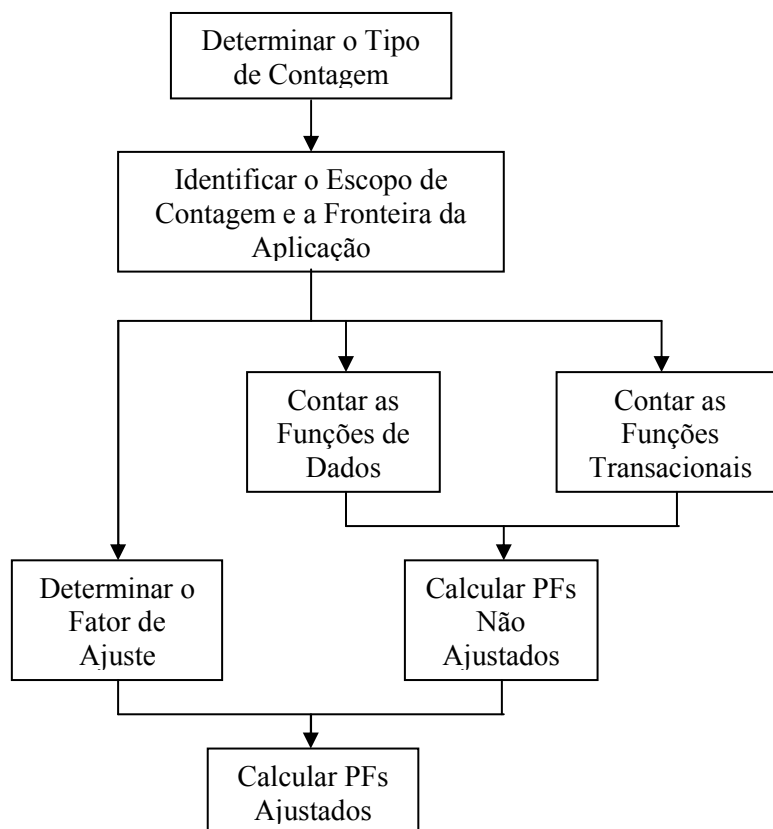 Determinar o Tipo
de Contagem
Identificar o Escopo de
Contagem e a Fronteira da
Aplicação
Contar as
Funções de
Dados
Contar as
Funções
Transacionais
Determinar o
Fator de
Ajuste
Calcular PFs
Não
Ajustados
Calcular PFs
Ajustados